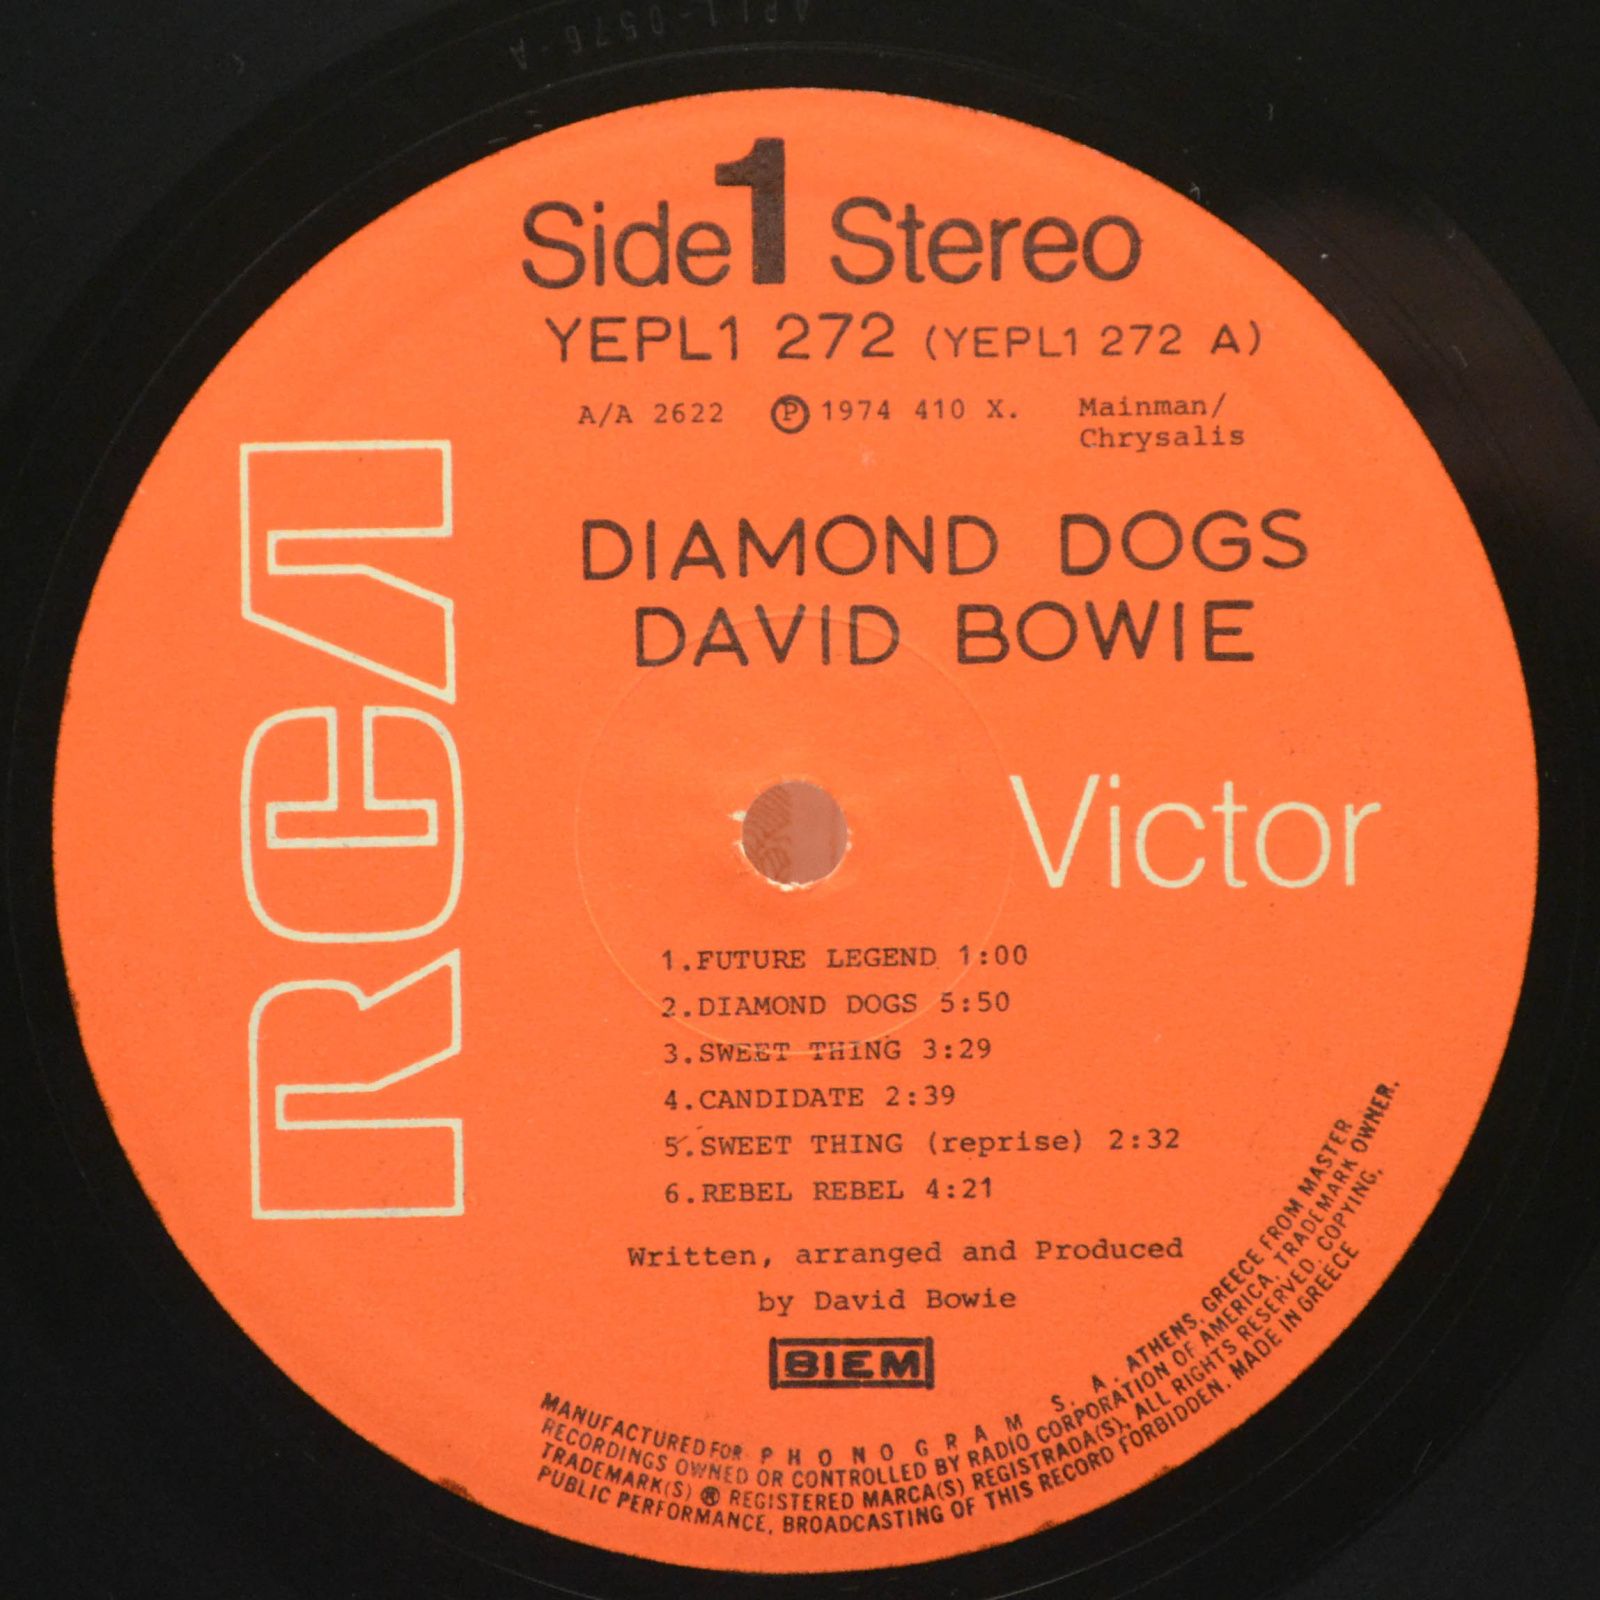 APL1-0576-A
Side 1 Stereo
YEPL1 272 (YEPL1 272 A)
A/A 2622 Ⓟ 1974 410 X. Mainman/
Chrysalis
DIAMOND DOGS
DAVID BOWIE
RCA
Victor
1.FUTURE LEGEND 1:00
2.DIAMOND DOGS 5:50
3.SWEET THING 3:29
4.CANDIDATE 2:39
5.SWEET THING (reprise) 2:32
6.REBEL REBEL 4:21
Written, arranged and Produced
by David Bowie
BIEM
MANUFACTURED FOR PHONOGRAM S. A. ATHENS, GREECE FROM MASTER
RECORDINGS OWNED OR CONTROLLED BY RADIO CORPORATION OF AMERICA, TRADEMARK OWNER.
TRADEMARK(S) ® REGISTERED MARCA(S) REGISTRADA(S), ALL RIGHTS RESERVED. COPYING,
PUBLIC PERFORMANCE, BROADCASTING OF THIS RECORD FORBIDDEN. MADE IN GREECE